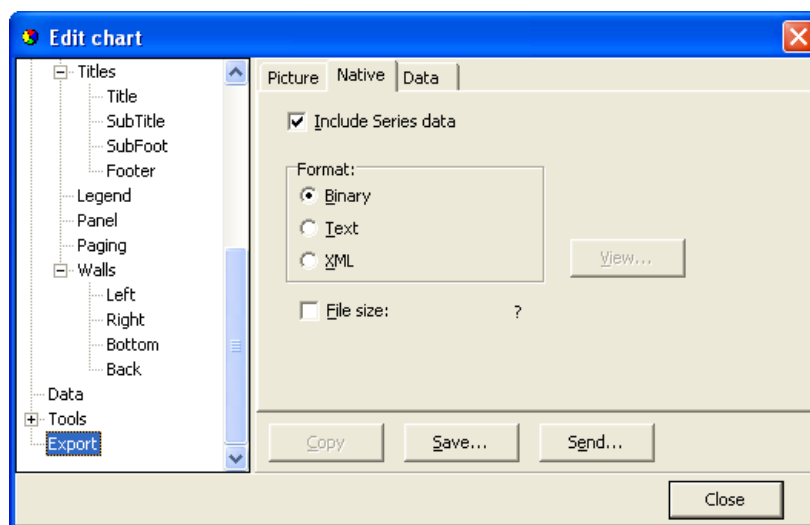 Edit chart
Titles
Title
SubTitle
SubFoot
Footer
Legend
Panel
Paging
Walls
Left
Right
Bottom
Back
Data
Tools
Export
Picture Native Data
Include Series data
Format:
Binary
Text
XML
View...
File size: ?
Copy Save... Send...
Close